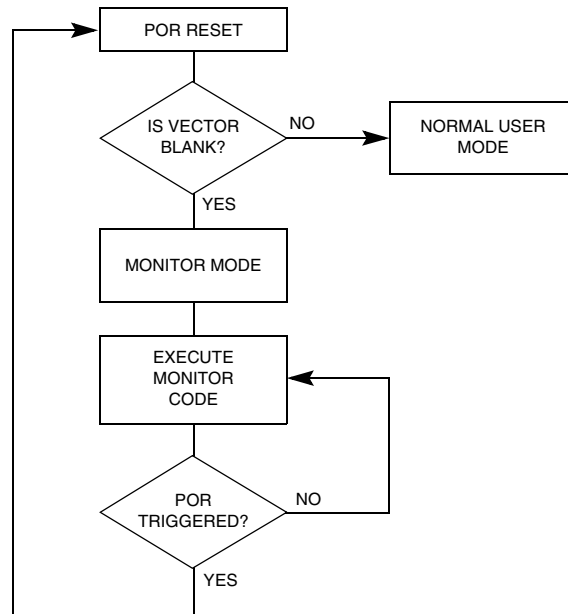 POR RESET
IS VECTOR
BLANK?
NO
NORMAL USER
MODE
YES
MONITOR MODE
EXECUTE
MONITOR
CODE
POR
TRIGGERED?
NO
YES